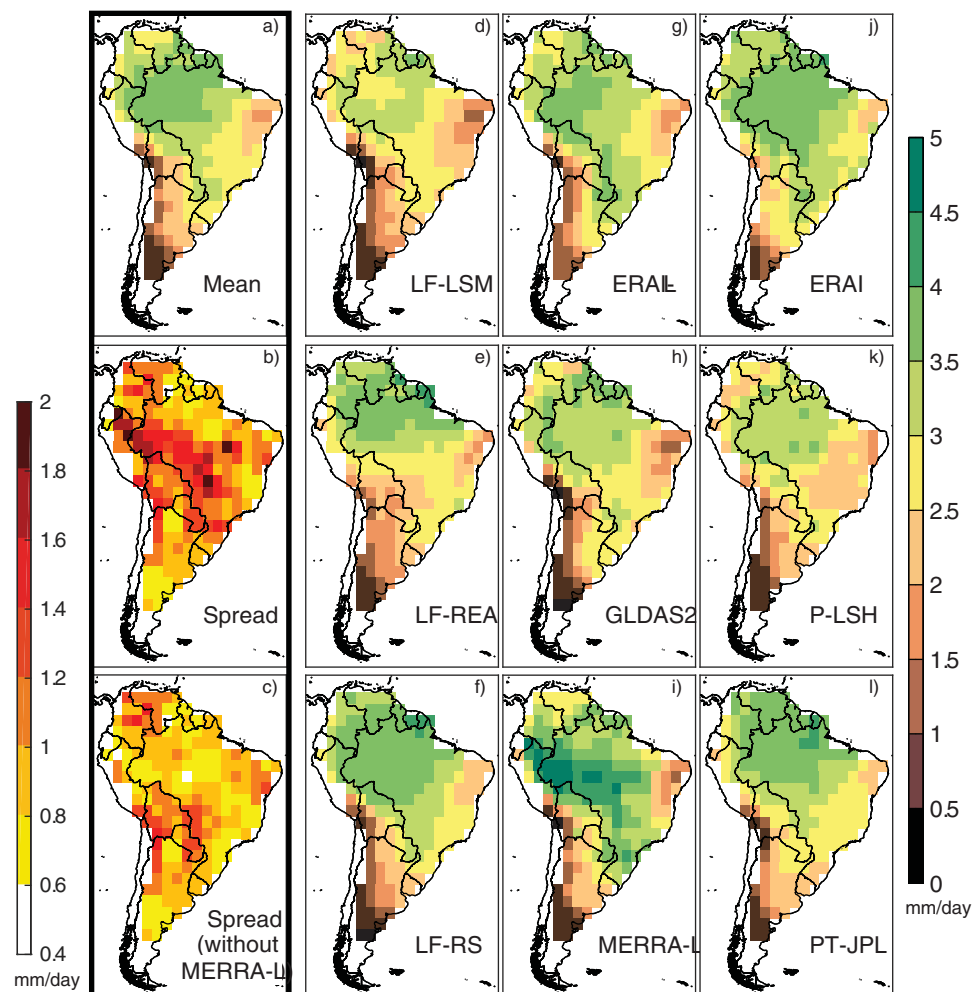 a)
Mean
d)
LF-LSM
g)
ERAIL
j)
ERAI
b)
Spread
e)
LF-REA
h)
GLDAS2
k)
P-LSH
c)
Spread
(without
MERRA-L)
f)
LF-RS
i)
MERRA-L
l)
PT-JPL
2
1.8
1.6
1.4
1.2
1
0.8
0.6
0.4
mm/day
5
4.5
4
3.5
3
2.5
2
1.5
1
0.5
0
mm/day